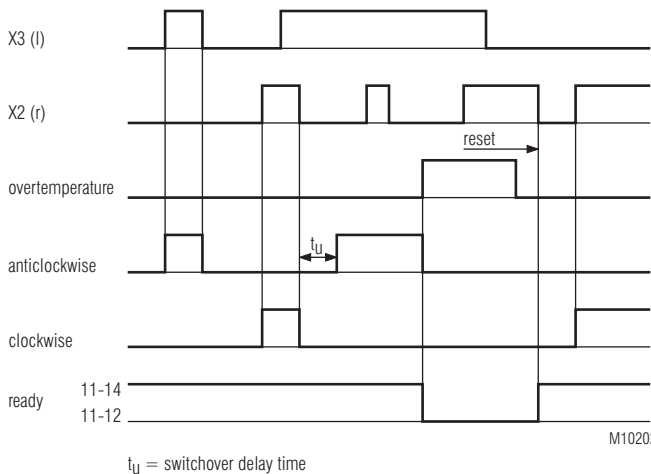 X3 (l)
X2 (r)
reset
overtemperature
tu
anticlockwise
clockwise
11-14
ready
11-12
tu = switchover delay time